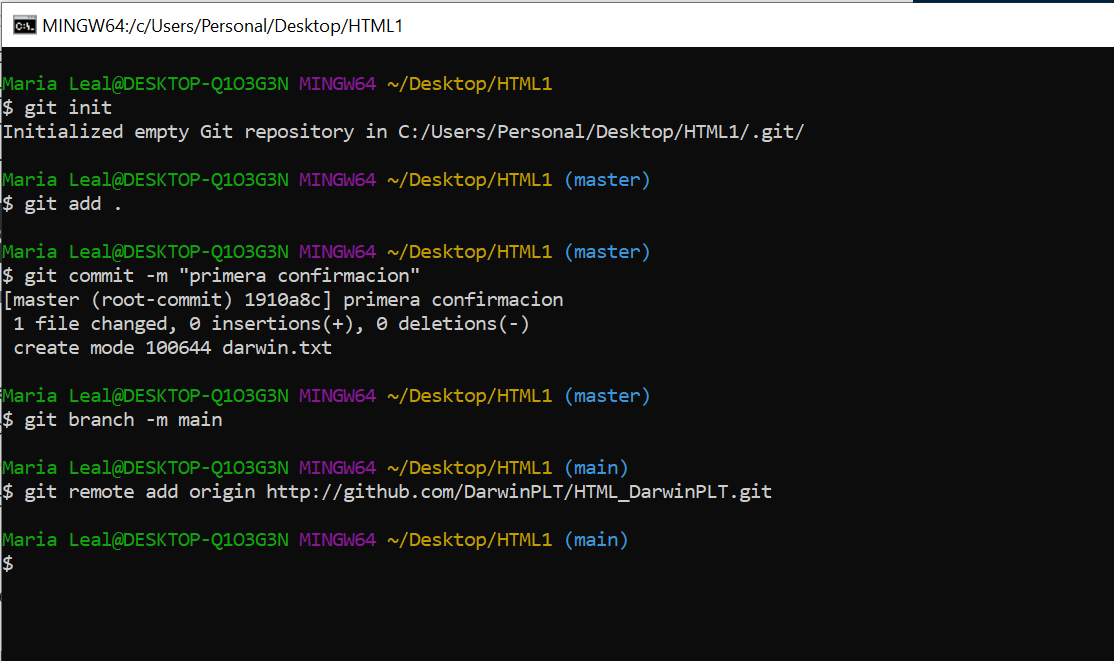 MINGW64:/c/Users/Personal/Desktop/HTML1
Maria Leal@DESKTOP-Q1O3G3N MINGW64 ~/Desktop/HTML1
$ git init
Initialized empty Git repository in C:/Users/Personal/Desktop/HTML1/.git/
Maria Leal@DESKTOP-Q1O3G3N MINGW64 ~/Desktop/HTML1 (master)
$ git add .
Maria Leal@DESKTOP-Q1O3G3N MINGW64 ~/Desktop/HTML1 (master)
$ git commit -m "primera confirmacion"
[master (root-commit) 1910a8c] primera confirmacion
 1 file changed, 0 insertions(+), 0 deletions(-)
 create mode 100644 darwin.txt
Maria Leal@DESKTOP-Q1O3G3N MINGW64 ~/Desktop/HTML1 (master)
$ git branch -m main
Maria Leal@DESKTOP-Q1O3G3N MINGW64 ~/Desktop/HTML1 (main)
$ git remote add origin http://github.com/DarwinPLT/HTML_DarwinPLT.git
Maria Leal@DESKTOP-Q1O3G3N MINGW64 ~/Desktop/HTML1 (main)
$